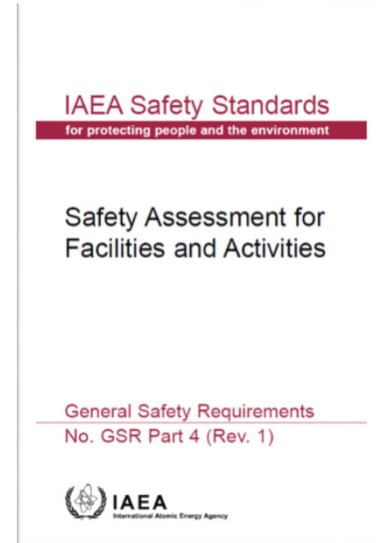 IAEA Safety Standards
for protecting people and the environment
Safety Assessment for
Facilities and Activities
General Safety Requirements
No. GSR Part 4 (Rev. 1)
IAEA
International Atomic Energy Agency